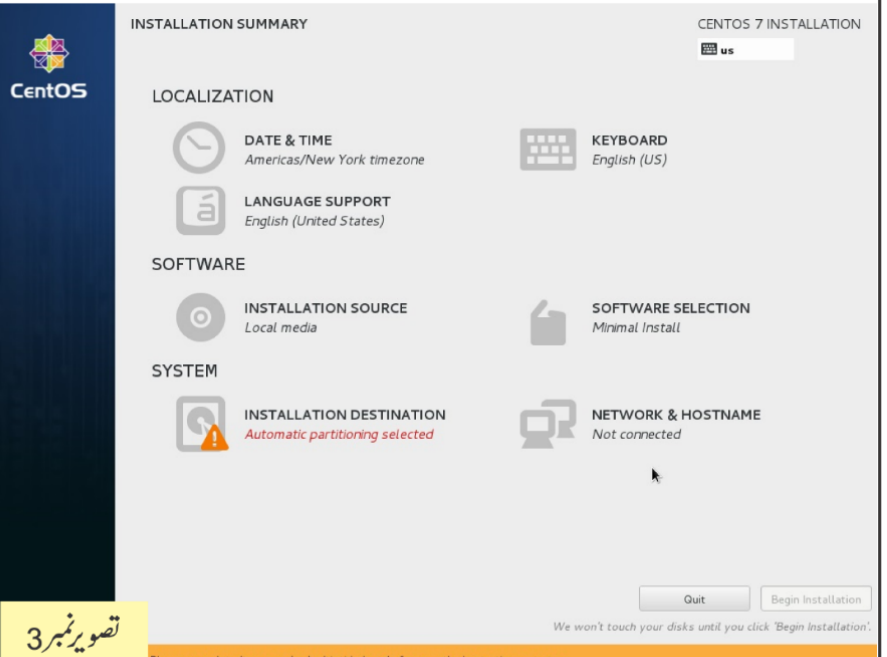 INSTALLATION SUMMARY
CENTOS 7 INSTALLATION
us
CentOS
LOCALIZATION
DATE & TIME
Americas/New York timezone
KEYBOARD
English (US)
LANGUAGE SUPPORT
English (United States)
SOFTWARE
INSTALLATION SOURCE
Local media
SOFTWARE SELECTION
Minimal Install
SYSTEM
INSTALLATION DESTINATION
Automatic partitioning selected
NETWORK & HOSTNAME
Not connected
Quit
Begin Installation
We won't touch your disks until you click 'Begin Installation'.
تصویر نمبر 3